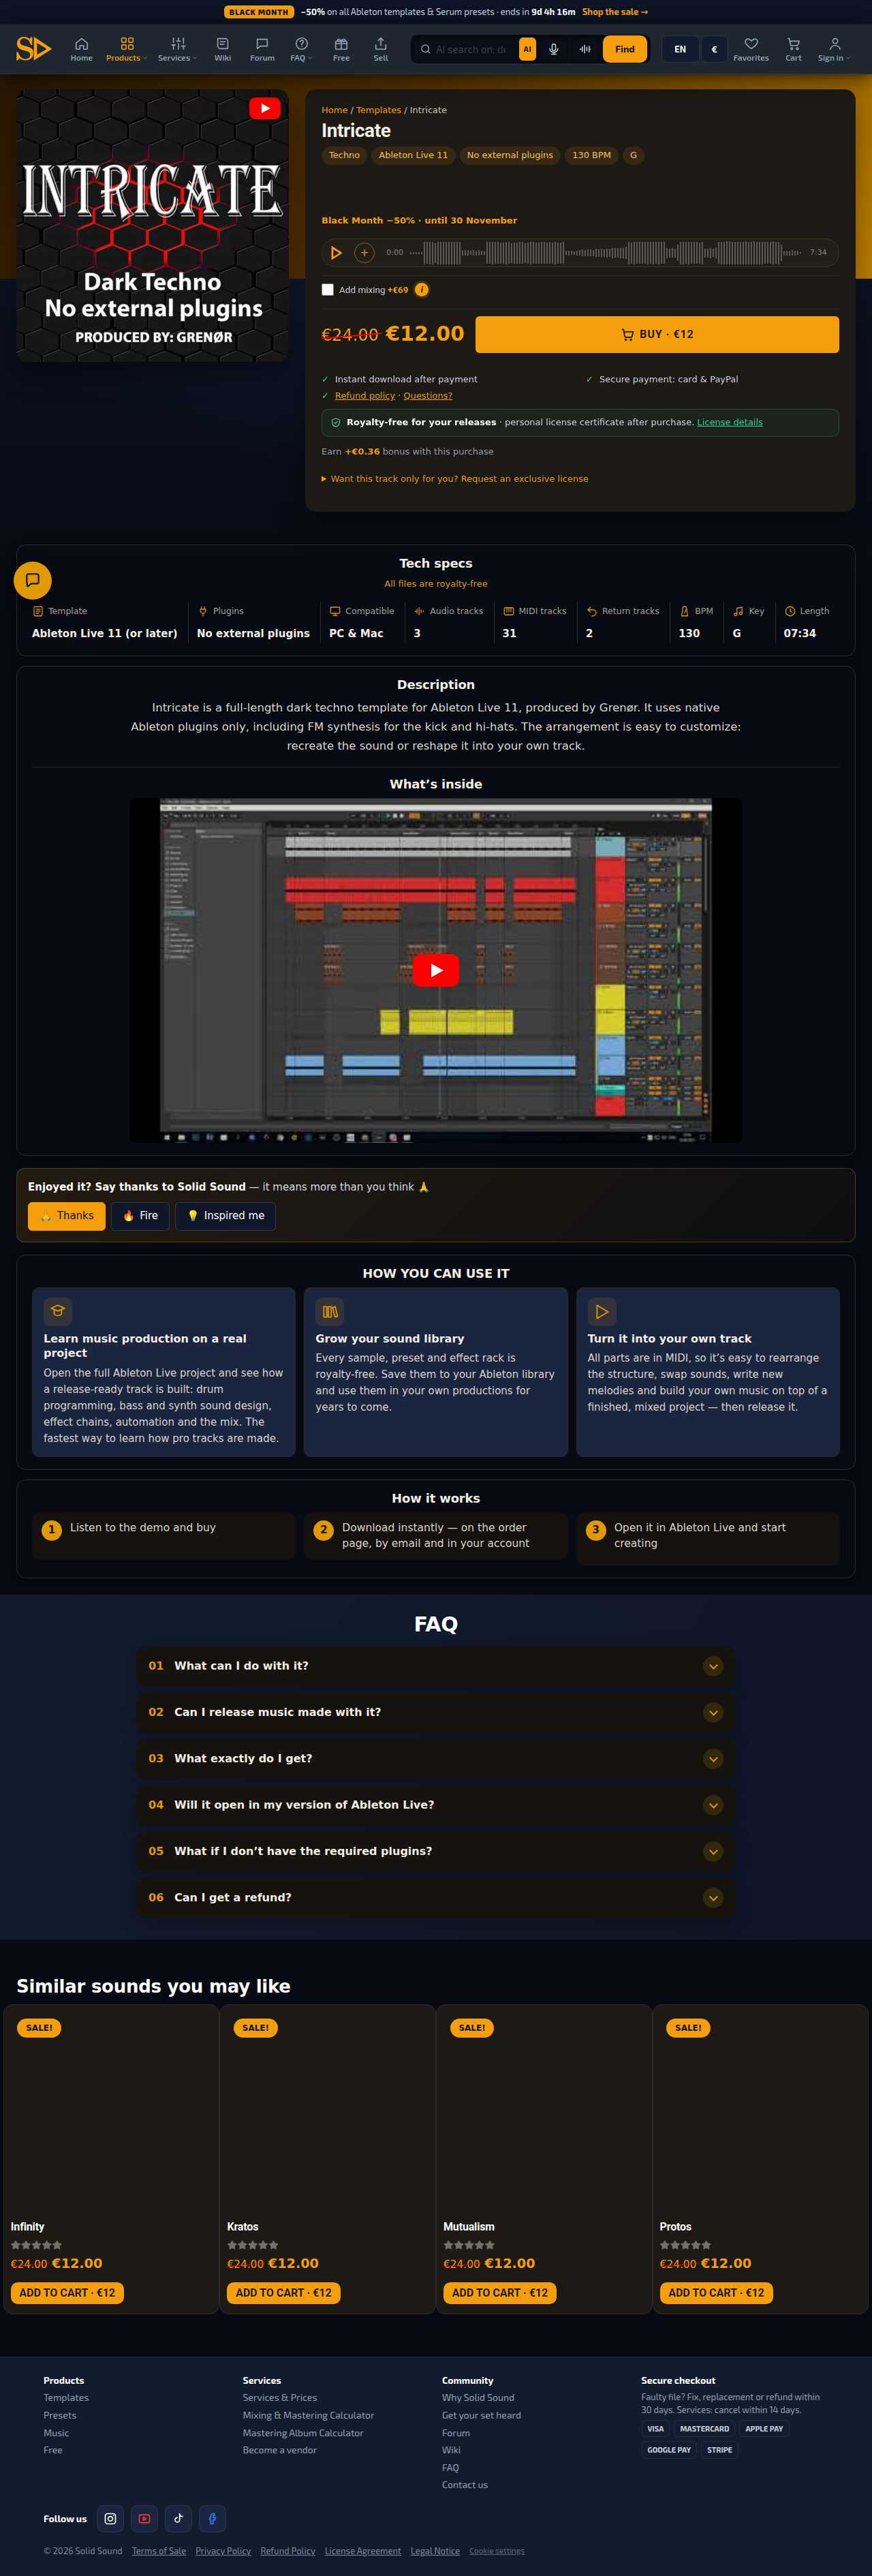 BLACK MONTH −50% on all Ableton templates & Serum presets · ends in 9d 4h 16m Shop the sale →
Home
Products
Services
Wiki
Forum
FAQ
Free
Sell
AI search on: d
AI
Find
EN
€
Favorites
Cart
Sign in
INTRICATE
Dark Techno
No external plugins
PRODUCED BY: GRENØR
Home / Templates / Intricate
Intricate
Techno
Ableton Live 11
No external plugins
130 BPM
G
Black Month −50% · until 30 November
0:00
7:34
Add mixing +€69 i
€24.00 €12.00
BUY · €12
✓ Instant download after payment
✓ Secure payment: card & PayPal
✓ Refund policy · Questions?
Royalty-free for your releases · personal license certificate after purchase. License details
Earn +€0.36 bonus with this purchase
Want this track only for you? Request an exclusive license
Tech specs
All files are royalty-free
Template
Ableton Live 11 (or later)
Plugins
No external plugins
Compatible
PC & Mac
Audio tracks
3
MIDI tracks
31
Return tracks
2
BPM
130
Key
G
Length
07:34
Description
Intricate is a full-length dark techno template for Ableton Live 11, produced by Grenør. It uses native
Ableton plugins only, including FM synthesis for the kick and hi-hats. The arrangement is easy to customize:
recreate the sound or reshape it into your own track.
What’s inside
Enjoyed it? Say thanks to Solid Sound — it means more than you think 🙏
🙏 Thanks
🔥 Fire
💡 Inspired me
HOW YOU CAN USE IT
Learn music production on a real
project
Open the full Ableton Live project and see how
a release-ready track is built: drum
programming, bass and synth sound design,
effect chains, automation and the mix. The
fastest way to learn how pro tracks are made.
Grow your sound library
Every sample, preset and effect rack is
royalty-free. Save them to your Ableton library
and use them in your own productions for
years to come.
Turn it into your own track
All parts are in MIDI, so it’s easy to rearrange
the structure, swap sounds, write new
melodies and build your own music on top of a
finished, mixed project — then release it.
How it works
1 Listen to the demo and buy
2 Download instantly — on the order
page, by email and in your account
3 Open it in Ableton Live and start
creating
FAQ
01 What can I do with it?
02 Can I release music made with it?
03 What exactly do I get?
04 Will it open in my version of Ableton Live?
05 What if I don’t have the required plugins?
06 Can I get a refund?
Similar sounds you may like
SALE!
SALE!
SALE!
SALE!
Infinity
€24.00 €12.00
ADD TO CART · €12
Kratos
€24.00 €12.00
ADD TO CART · €12
Mutualism
€24.00 €12.00
ADD TO CART · €12
Protos
€24.00 €12.00
ADD TO CART · €12
Products
Templates
Presets
Music
Free
Services
Services & Prices
Mixing & Mastering Calculator
Mastering Album Calculator
Become a vendor
Community
Why Solid Sound
Get your set heard
Forum
Wiki
FAQ
Contact us
Secure checkout
Faulty file? Fix, replacement or refund within
30 days. Services: cancel within 14 days.
VISA MASTERCARD APPLE PAY
GOOGLE PAY STRIPE
Follow us
© 2026 Solid Sound Terms of Sale Privacy Policy Refund Policy License Agreement Legal Notice Cookie settings